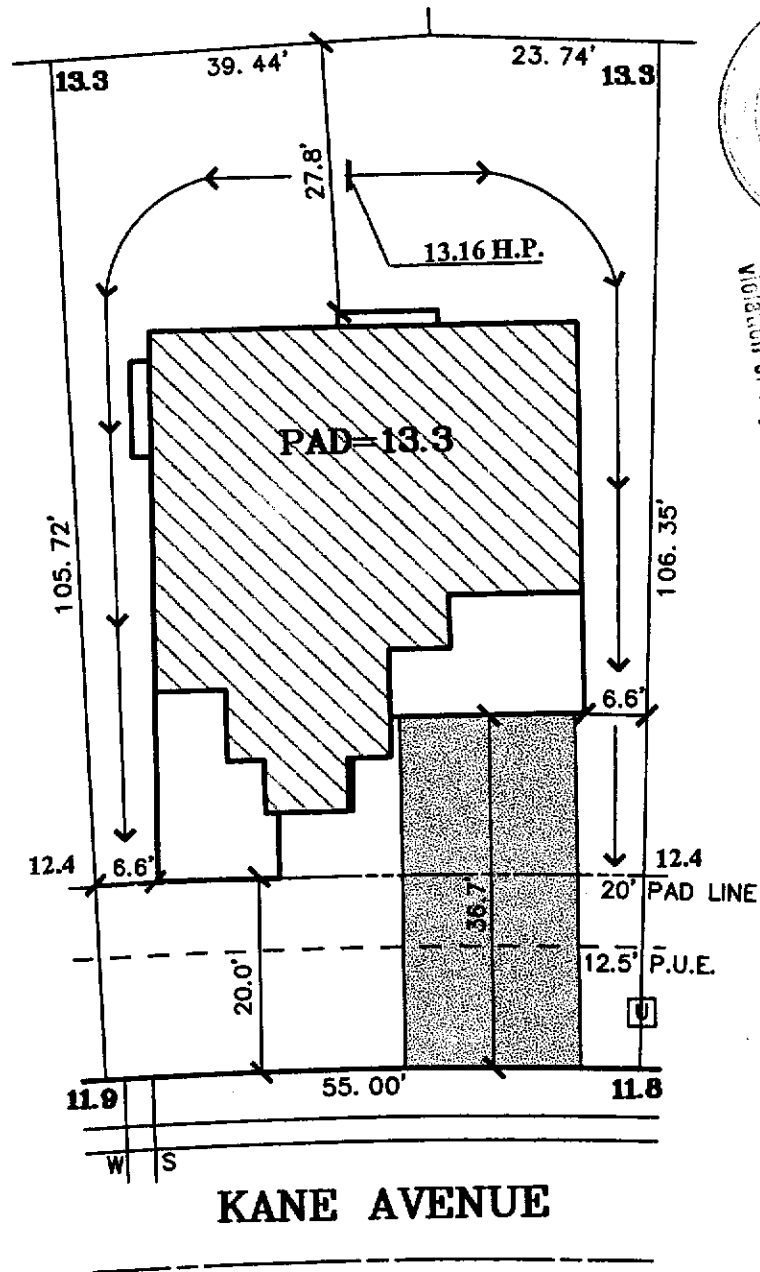 39.44'
23.74'
13.3
13.3
27.8'
13.16 H.P.
PAD=13.3
105.72'
106.35'
6.6'
12.4
6.6'
12.4
20' PAD LINE
36.7'
12.5' P.U.E.
20.0'
U
55.00'
11.9
11.8
W
S
KANE AVENUE